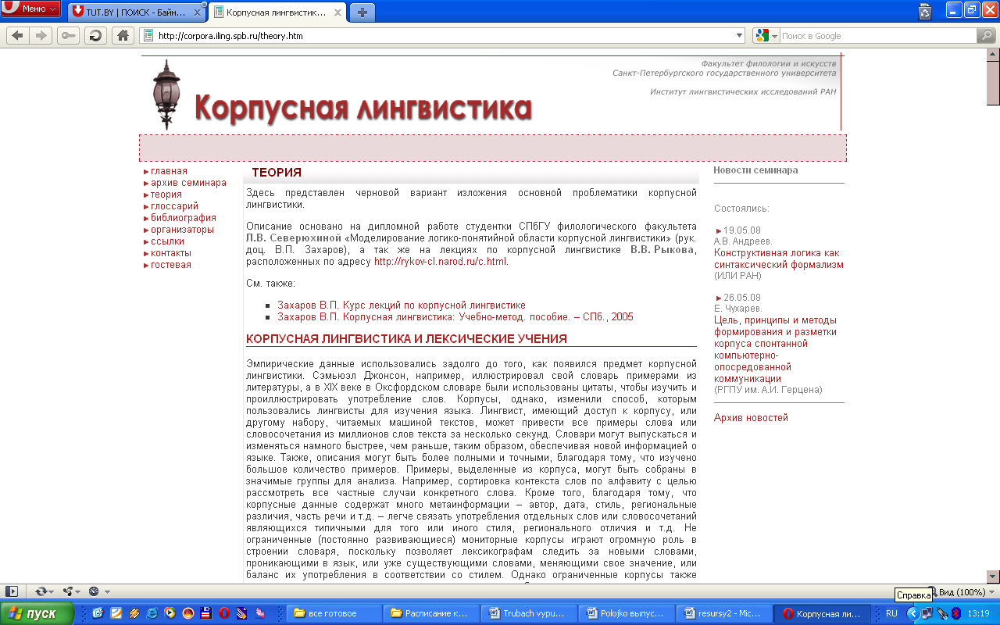 Меню
TUT.BY | ПОИСК - Байн...
Корпусная лингвистик...
http://corpora.iling.spb.ru/theory.htm
Поиск в Google
Факультет филологии и искусств
Санкт-Петербургского государственного университета
Институт лингвистических исследований РАН
Корпусная лингвистика
главная
архив семинара
теория
глоссарий
библиография
организаторы
ссылки
контакты
гостевая
ТЕОРИЯ
Здесь представлен черновой вариант изложения основной проблематики корпусной
лингвистики.
Описание основано на дипломной работе студентки СПбГУ филологического факультета
Л.В. Северюхиной «Моделирование логико-понятийной области корпусной лингвистики» (рук.
доц. В.П. Захаров), а так же на лекциях по корпусной лингвистике В.В. Рыкова,
расположенных по адресу http://rykov-cl.narod.ru/c.html.
См. также:
Захаров В.П. Курс лекций по корпусной лингвистике
Захаров В.П. Корпусная лингвистика: Учебно-метод. пособие. – СПб., 2005
КОРПУСНАЯ ЛИНГВИСТИКА И ЛЕКСИЧЕСКИЕ УЧЕНИЯ
Эмпирические данные использовались задолго до того, как появился предмет корпусной
лингвистики. Сэмьюэл Джонсон, например, иллюстрировал свой словарь примерами из
литературы, а в XIX веке в Оксфордском словаре были использованы цитаты, чтобы изучить и
проиллюстрировать употребление слов. Корпусы, однако, изменили способ, которым
пользовались лингвисты для изучения языка. Лингвист, имеющий доступ к корпусу, или
другому набору, читаемых машиной текстов, может привести все примеры слова или
словосочетания из миллионов слов текста за несколько секунд. Словари могут выпускаться и
изменяться намного быстрее, чем раньше, таким образом, обеспечивая новой информацией о
языке. Также, описания могут быть более полными и точными, благодаря тому, что изучено
большое количество примеров. Примеры, выделенные из корпуса, могут быть собраны в
значимые группы для анализа. Например, сортировка контекста слов по алфавиту с целью
рассмотреть все частные случаи конкретного слова. Кроме того, благодаря тому, что
корпусные данные содержат много метаинформации – автор, дата, стиль, региональные
различия, часть речи и т.д. – легче связать употребления отдельных слов или словосочетаний
являющихся типичными для того или иного стиля, регионального отличия и т.д. Не
ограниченные (постоянно развивающиеся) мониторные корпусы играют огромную роль в
строении словаря, поскольку позволяет лексикографам следить за новыми словами,
проникающими в язык, или уже существующими словами, меняющими свое значение, или
баланс их употребления в соответствии со стилем. Однако ограниченные корпусы также
Новости семинара
Состоялись:
19.05.08
А.В. Андреев.
Конструктивная логика как
синтаксический формализм
(ИЛИ РАН)
26.05.08
Е. Чухарев.
Цель, принципы и методы
формирования и разметки
корпуса спонтанной
компьютерно-
опосредованной
коммуникации
(РГПУ им. А.И. Герцена)
Архив новостей
Справка
Вид (100%)
пуск
все готовое
Расписание к...
Trubach vypu...
Polojko выпус...
resursy2 - Mic...
Корпусная ли...
RU
13:19